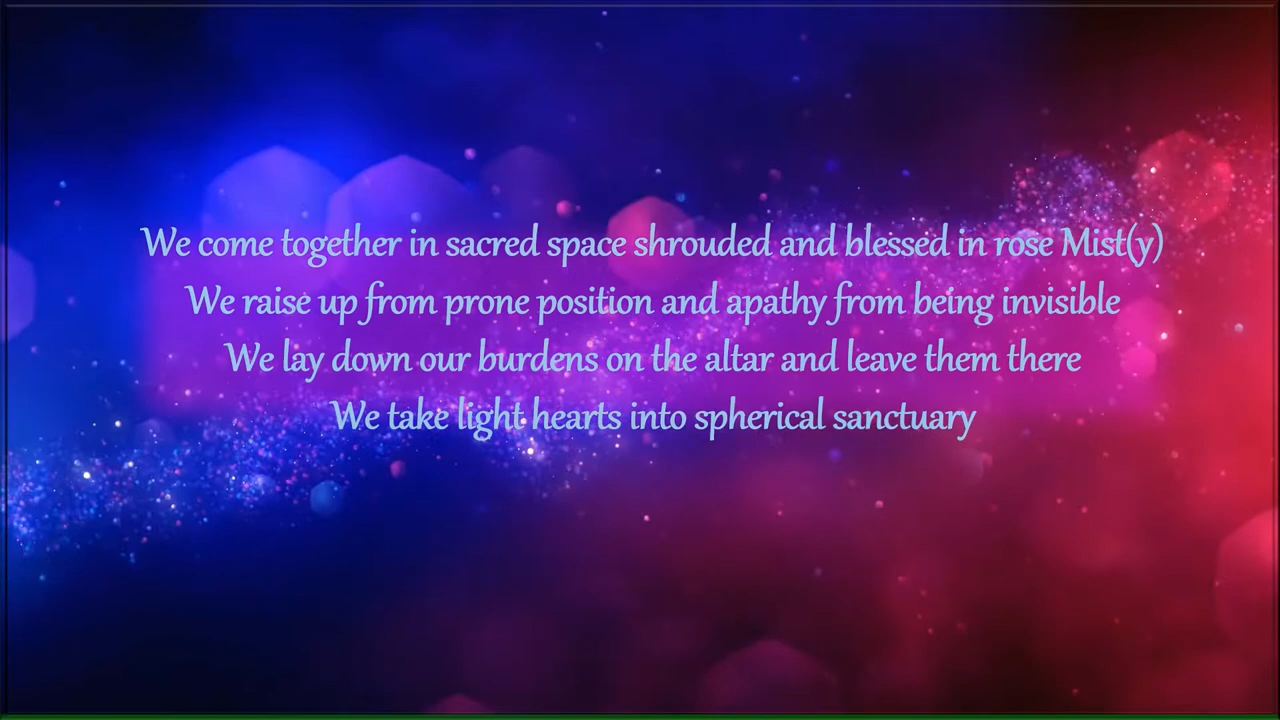 We come together in sacred space shrouded and blessed in rose Mist(y)
We raise up from prone position and apathy from being invisible
We lay down our burdens on the altar and leave them there
We take light hearts into spherical sanctuary